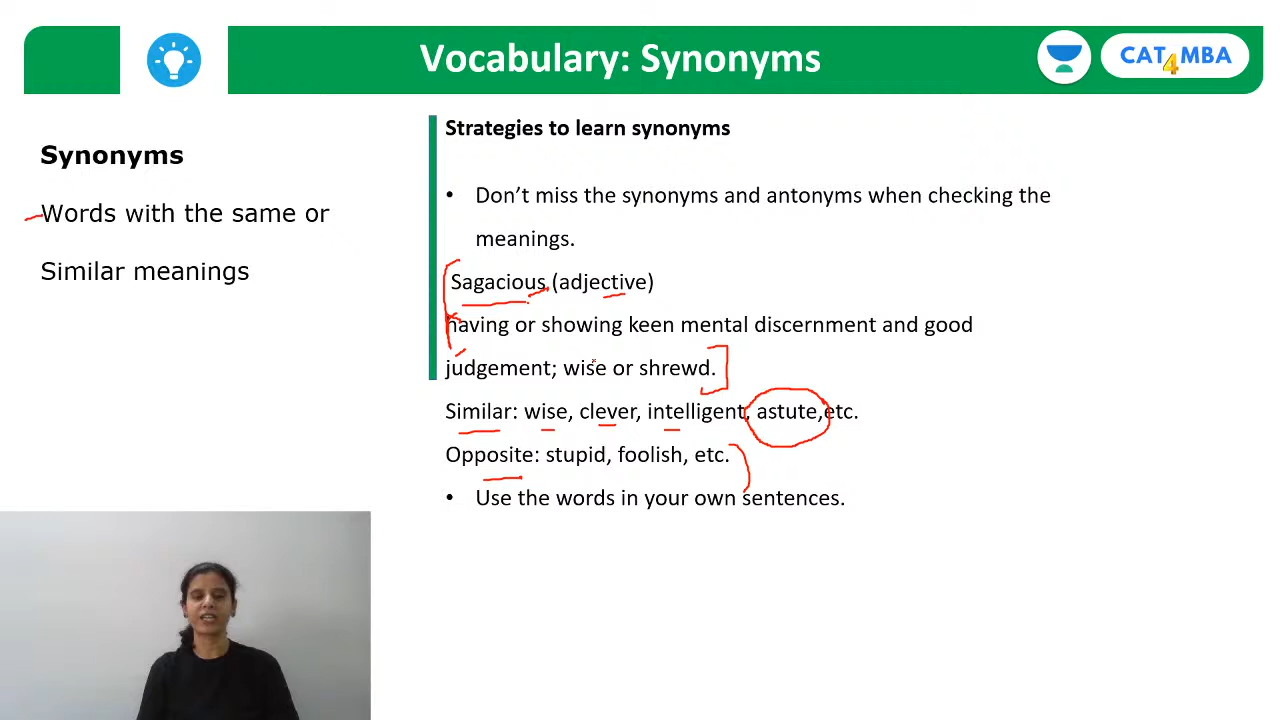 Vocabulary: Synonyms
CAT4MBA
Synonyms
Words with the same or
Similar meanings
Strategies to learn synonyms
• Don’t miss the synonyms and antonyms when checking the
meanings.
Sagacious (adjective)
having or showing keen mental discernment and good
judgement; wise or shrewd.
Similar: wise, clever, intelligent, astute,etc.
Opposite: stupid, foolish, etc.
• Use the words in your own sentences.